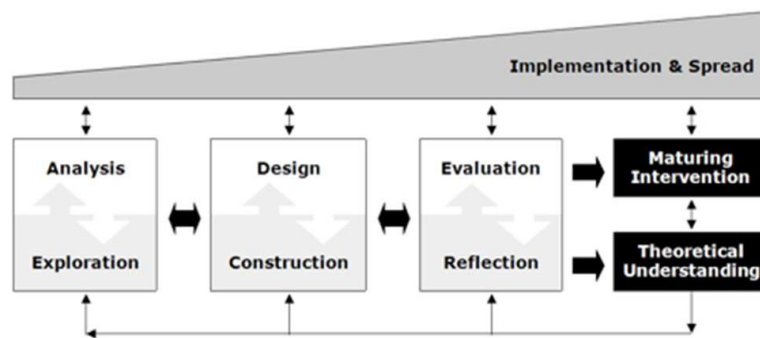 Implementation & Spread
Analysis
Exploration
Design
Construction
Evaluation
Reflection
Maturing
Intervention
Theoretical
Understanding